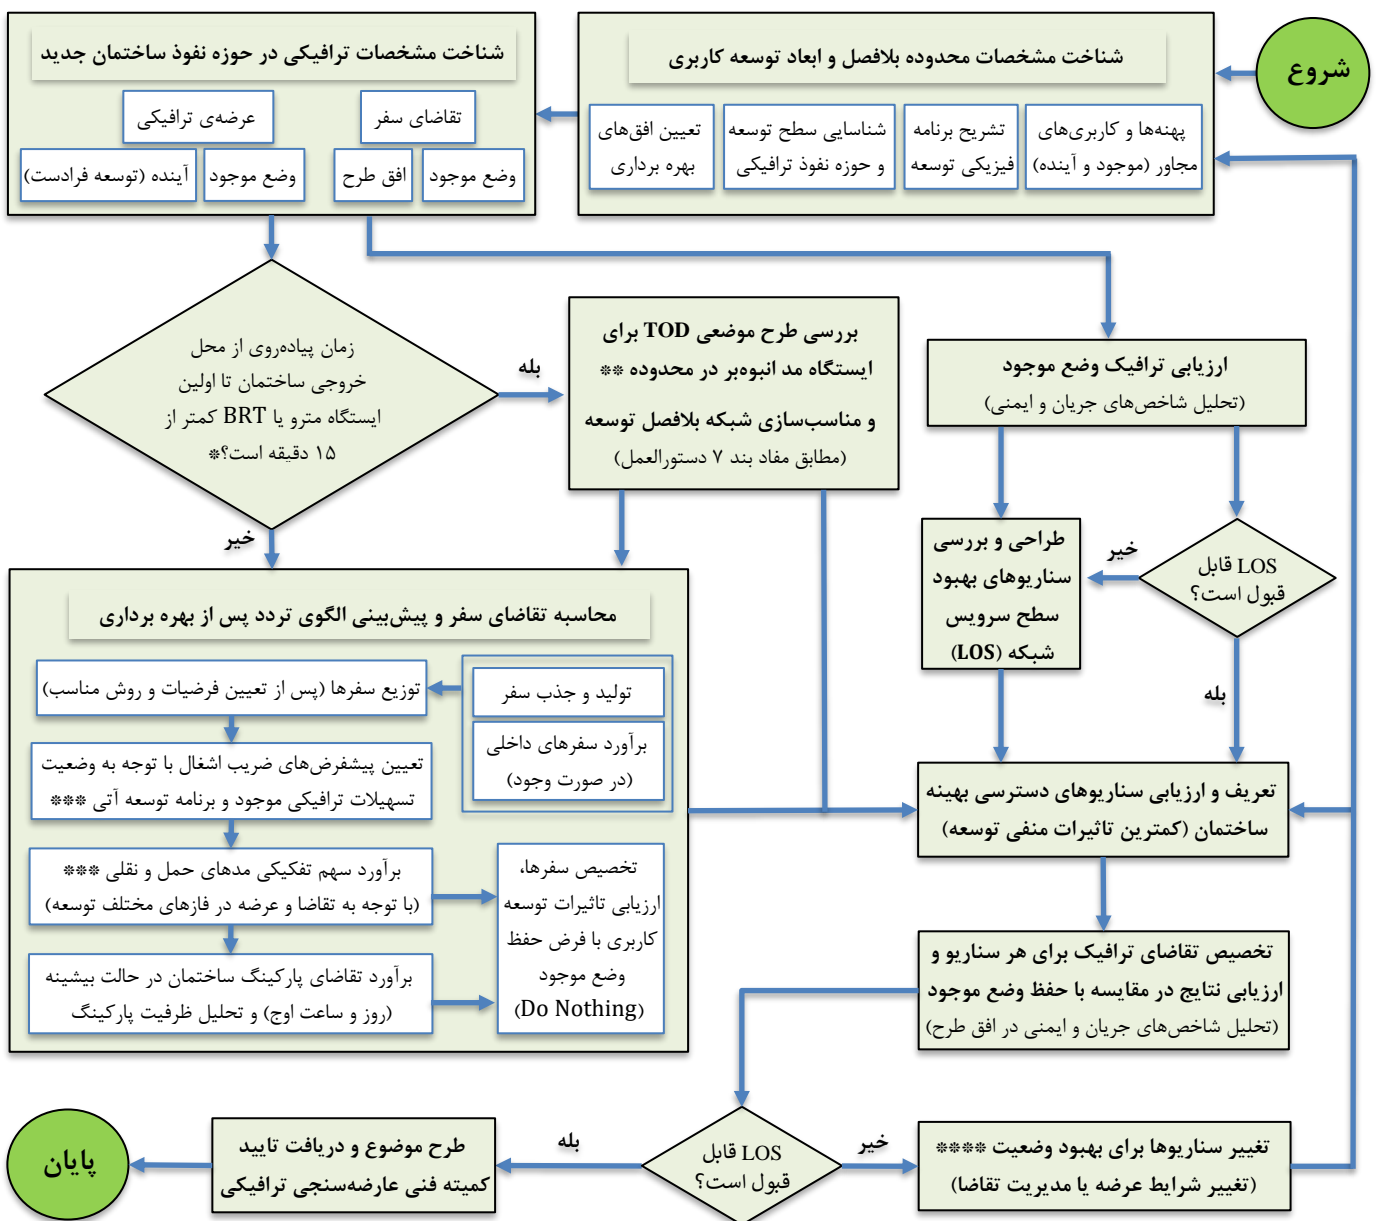 شروع
شناخت مشخصات محدوده بلافصل و ابعاد توسعه کاربری
پهنه‌ها و کاربری‌های
مجاور (موجود و آینده)
تشریح برنامه
فیزیکی توسعه
شناسایی سطح توسعه
و حوزه نفوذ ترافیکی
تعیین افق‌های
بهره برداری
شناخت مشخصات ترافیکی در حوزه نفوذ ساختمان جدید
تقاضای سفر
وضع موجود
افق طرح
عرضه‌ی ترافیکی
وضع موجود
آینده (توسعه فرادست)
زمان پیاده‌روی از محل
خروجی ساختمان تا اولین
ایستگاه مترو یا BRT کمتر از
۱۵ دقیقه است؟*
بله
خیر
بررسی طرح موضعی TOD برای
ایستگاه مد انبوه‌بر در محدوده **
و مناسب‌سازی شبکه بلافصل توسعه
(مطابق مفاد بند ۷ دستورالعمل)
ارزیابی ترافیک وضع موجود
(تحلیل شاخص‌های جریان و ایمنی)
LOS قابل
قبول است؟
خیر
بله
طراحی و بررسی
سناریوهای بهبود
سطح سرویس
شبکه (LOS)
محاسبه تقاضای سفر و پیش‌بینی الگوی تردد پس از بهره برداری
تولید و جذب سفر
برآورد سفرهای داخلی
(در صورت وجود)
توزیع سفرها (پس از تعیین فرضیات و روش مناسب)
تعیین پیشفرض‌های ضریب اشغال با توجه به وضعیت
تسهیلات ترافیکی موجود و برنامه توسعه آتی ***
برآورد سهم تفکیکی مدهای حمل و نقلی ***
(با توجه به تقاضا و عرضه در فازهای مختلف توسعه)
برآورد تقاضای پارکینگ ساختمان در حالت بیشینه
(روز و ساعت اوج) و تحلیل ظرفیت پارکینگ
تخصیص سفرها،
ارزیابی تاثیرات توسعه
کاربری با فرض حفظ
وضع موجود
(Do Nothing)
تعریف و ارزیابی سناریوهای دسترسی بهینه
ساختمان (کمترین تاثیرات منفی توسعه)
تخصیص تقاضای ترافیک برای هر سناریو و
ارزیابی نتایج در مقایسه با حفظ وضع موجود
(تحلیل شاخص‌های جریان و ایمنی در افق طرح)
LOS قابل
قبول است؟
خیر
بله
تغییر سناریوها برای بهبود وضعیت ****
(تغییر شرایط عرضه یا مدیریت تقاضا)
طرح موضوع و دریافت تایید
کمیته فنی عارضه‌سنجی ترافیکی
پایان